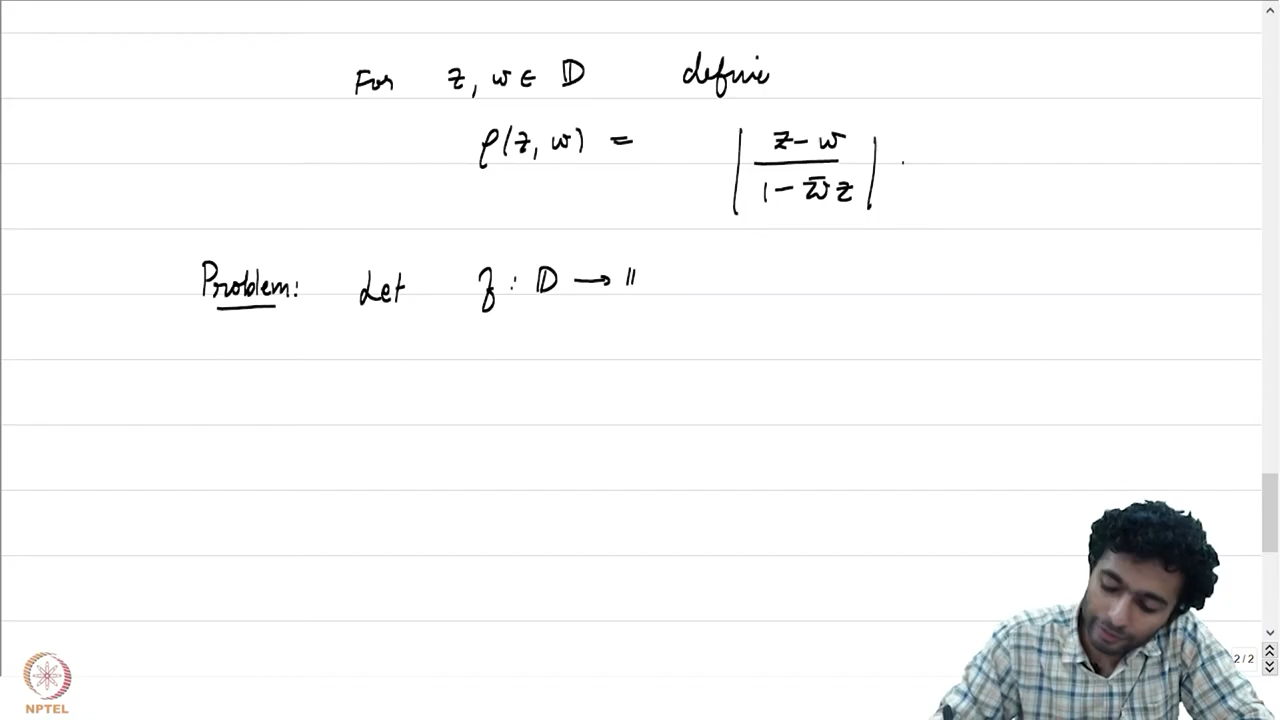 For z, w ∈ 𝔻 define
ρ(z, w) = | z - w / 1 - w̄ z |
Problem: Let f : 𝔻 →
2 / 2
NPTEL